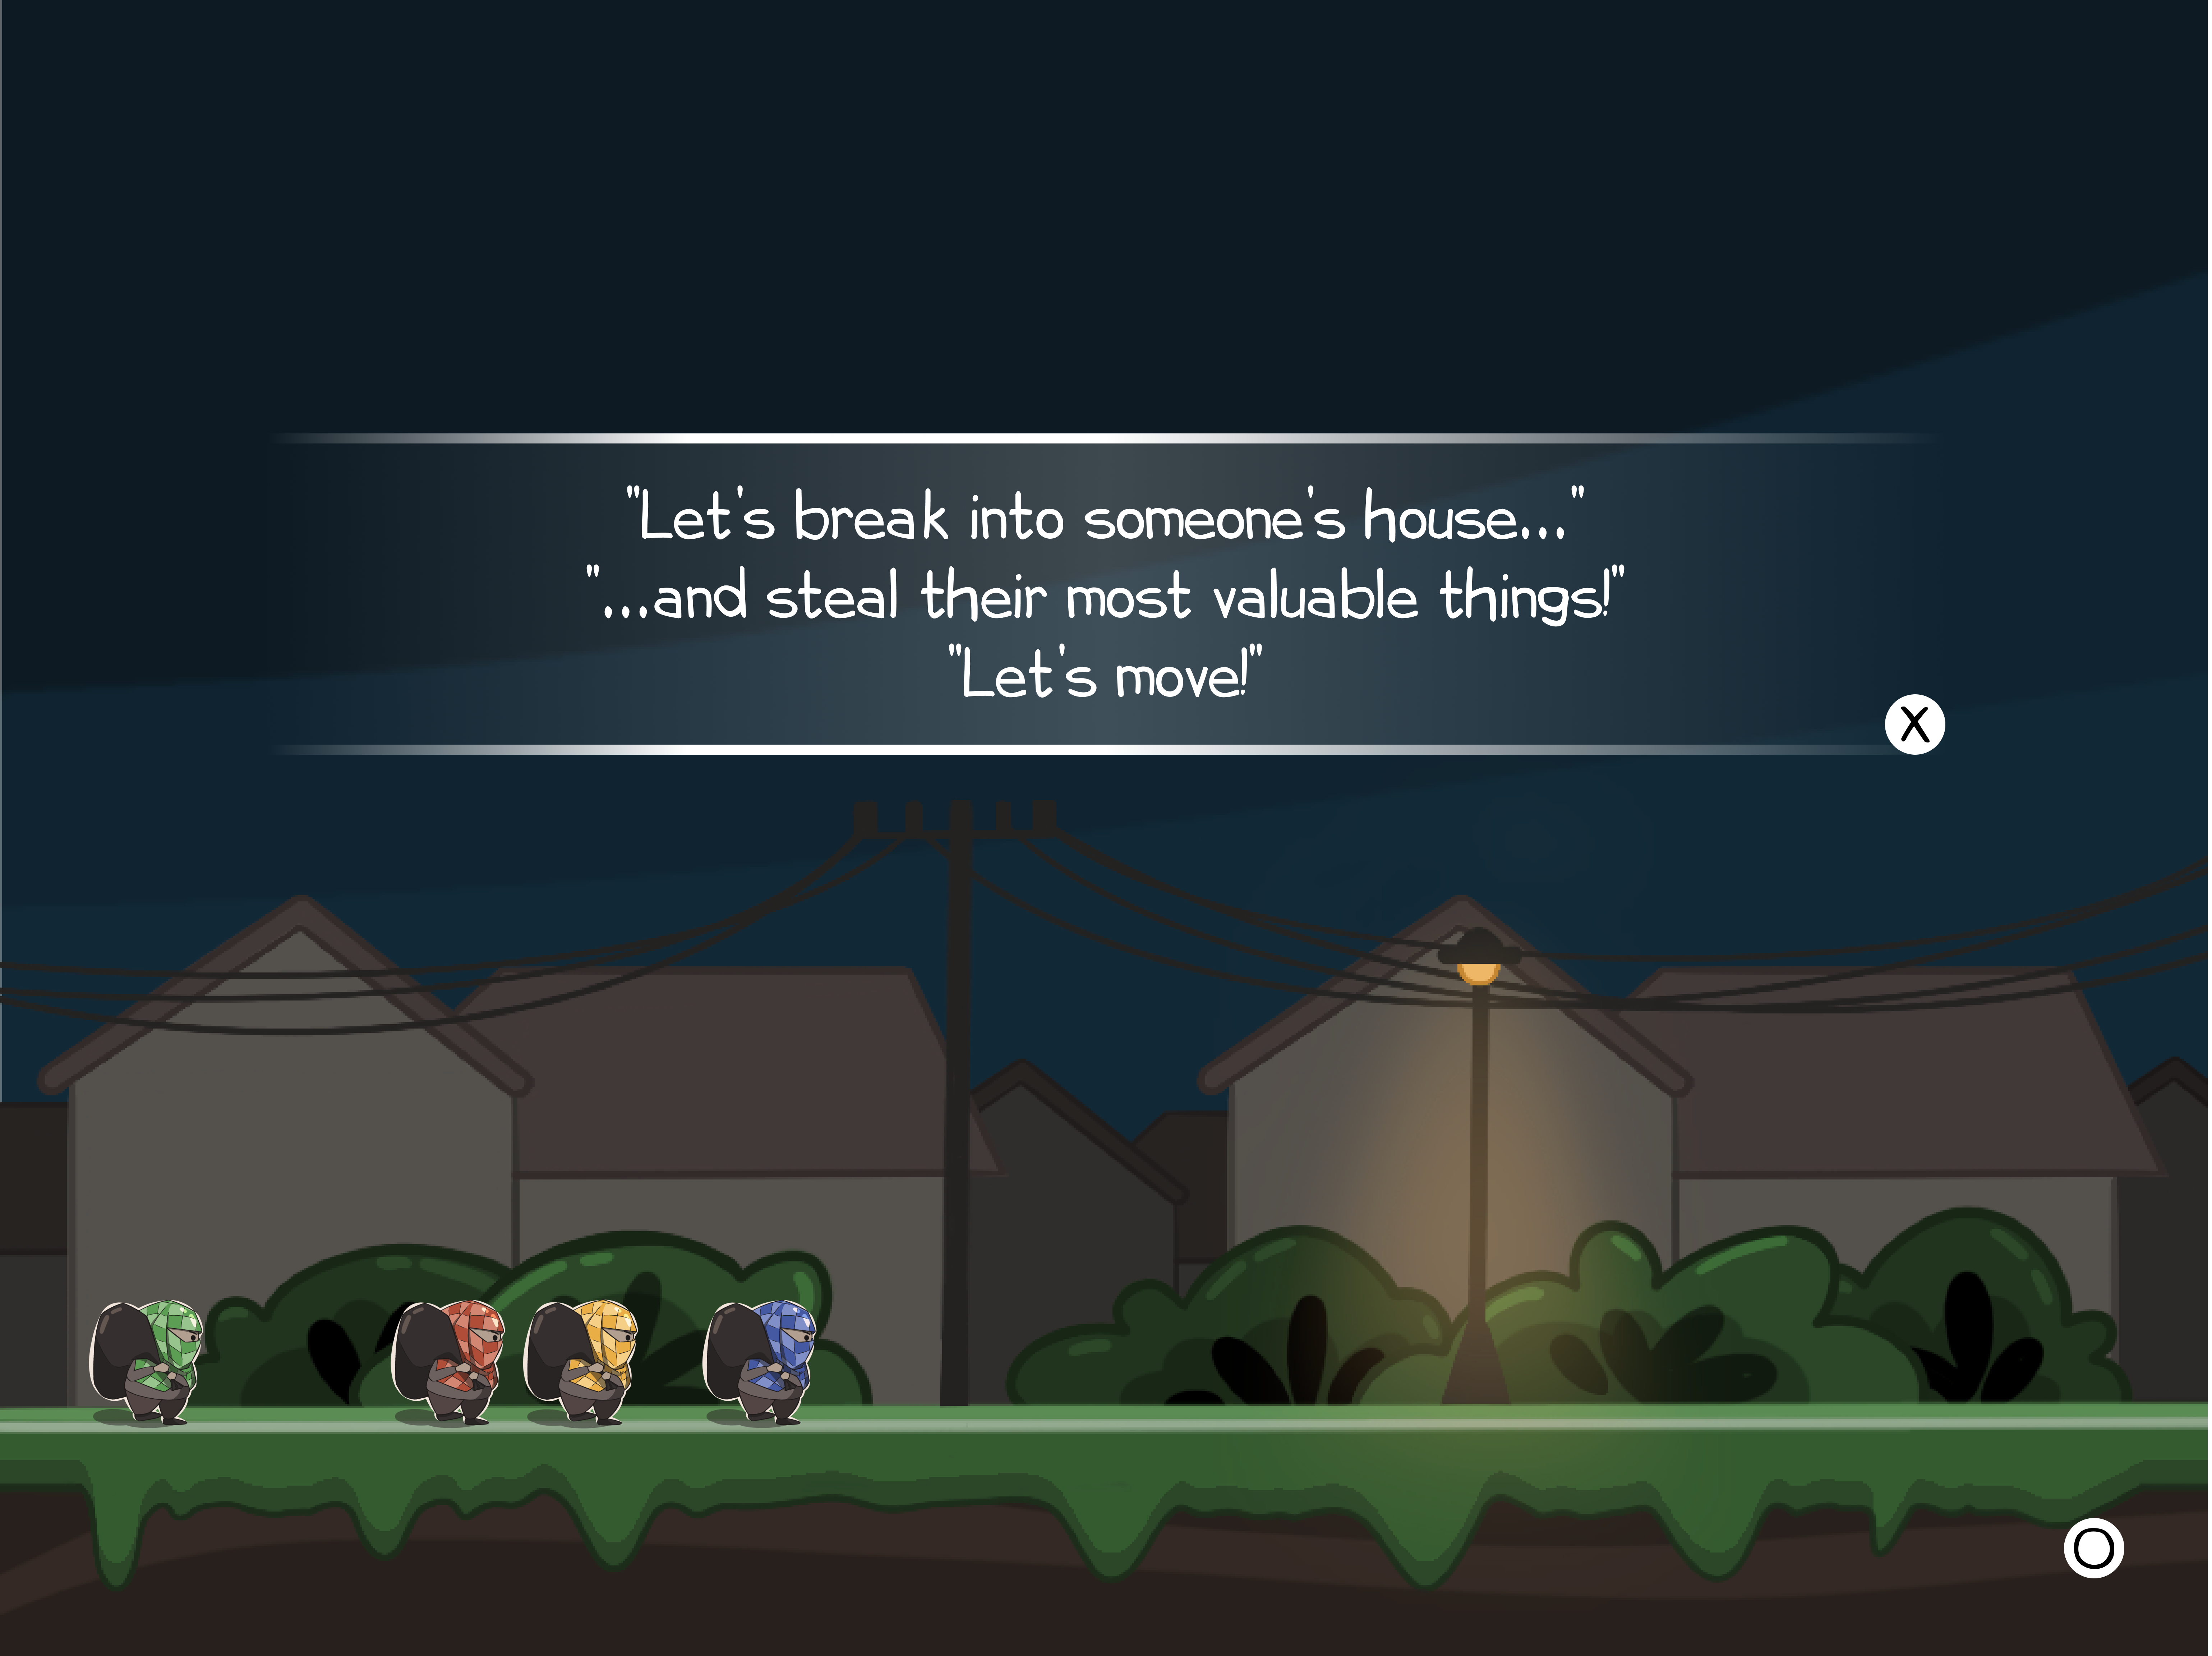 "Let's break into someone's house..."
"...and steal their most valuable things!"
"Let's move!"
X
O